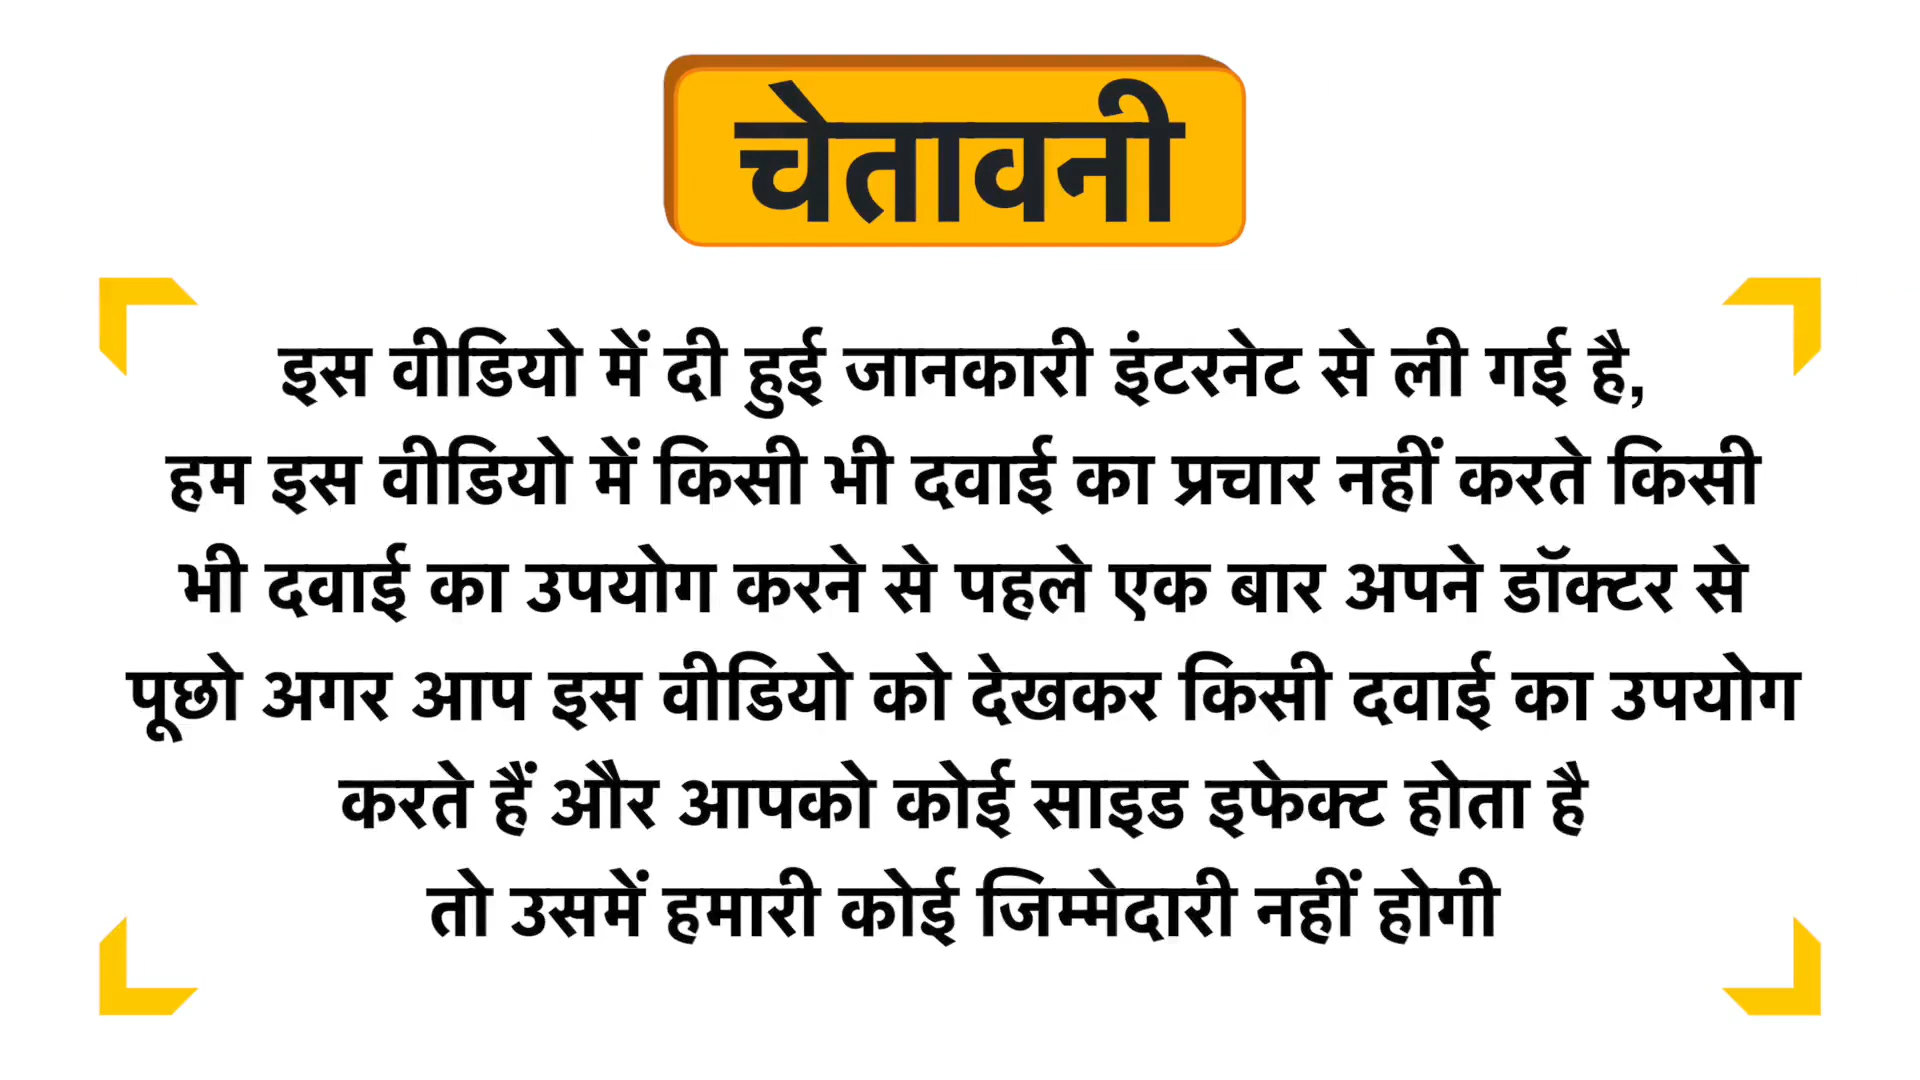 चेतावनी
इस वीडियो में दी हुई जानकारी इंटरनेट से ली गई है,
हम इस वीडियो में किसी भी दवाई का प्रचार नहीं करते किसी
भी दवाई का उपयोग करने से पहले एक बार अपने डॉक्टर से
पूछो अगर आप इस वीडियो को देखकर किसी दवाई का उपयोग
करते हैं और आपको कोई साइड इफेक्ट होता है
तो उसमें हमारी कोई जिम्मेदारी नहीं होगी